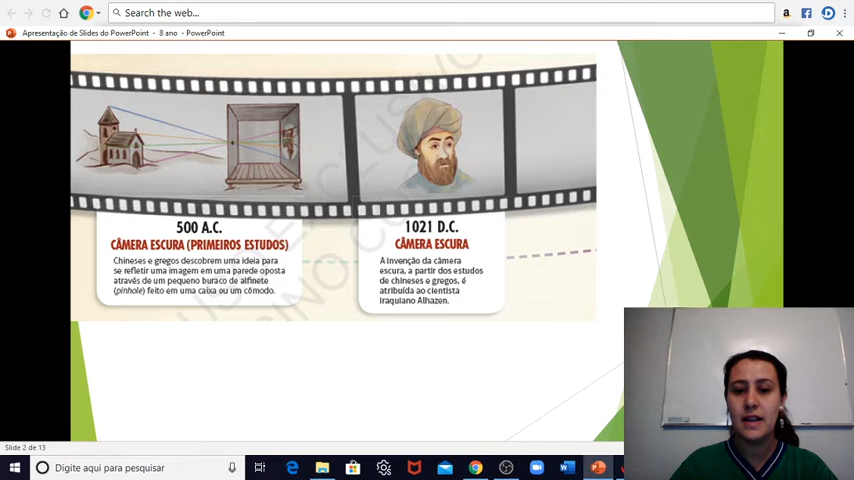 Search the web...
Apresentação de Slides do PowerPoint - 8 ano - PowerPoint
500 A.C.
CÂMERA ESCURA (PRIMEIROS ESTUDOS)
Chineses e gregos descobrem uma ideia para
se refletir uma imagem em uma parede oposta
através de um pequeno buraco de alfinete
(pinhole) feito em uma caixa ou um cômodo.
1021 D.C.
CÂMERA ESCURA
A invenção da câmera
escura, a partir dos estudos
de chineses e gregos, é
atribuída ao cientista
iraquiano Alhazen.
Slide 2 de 13
Digite aqui para pesquisar